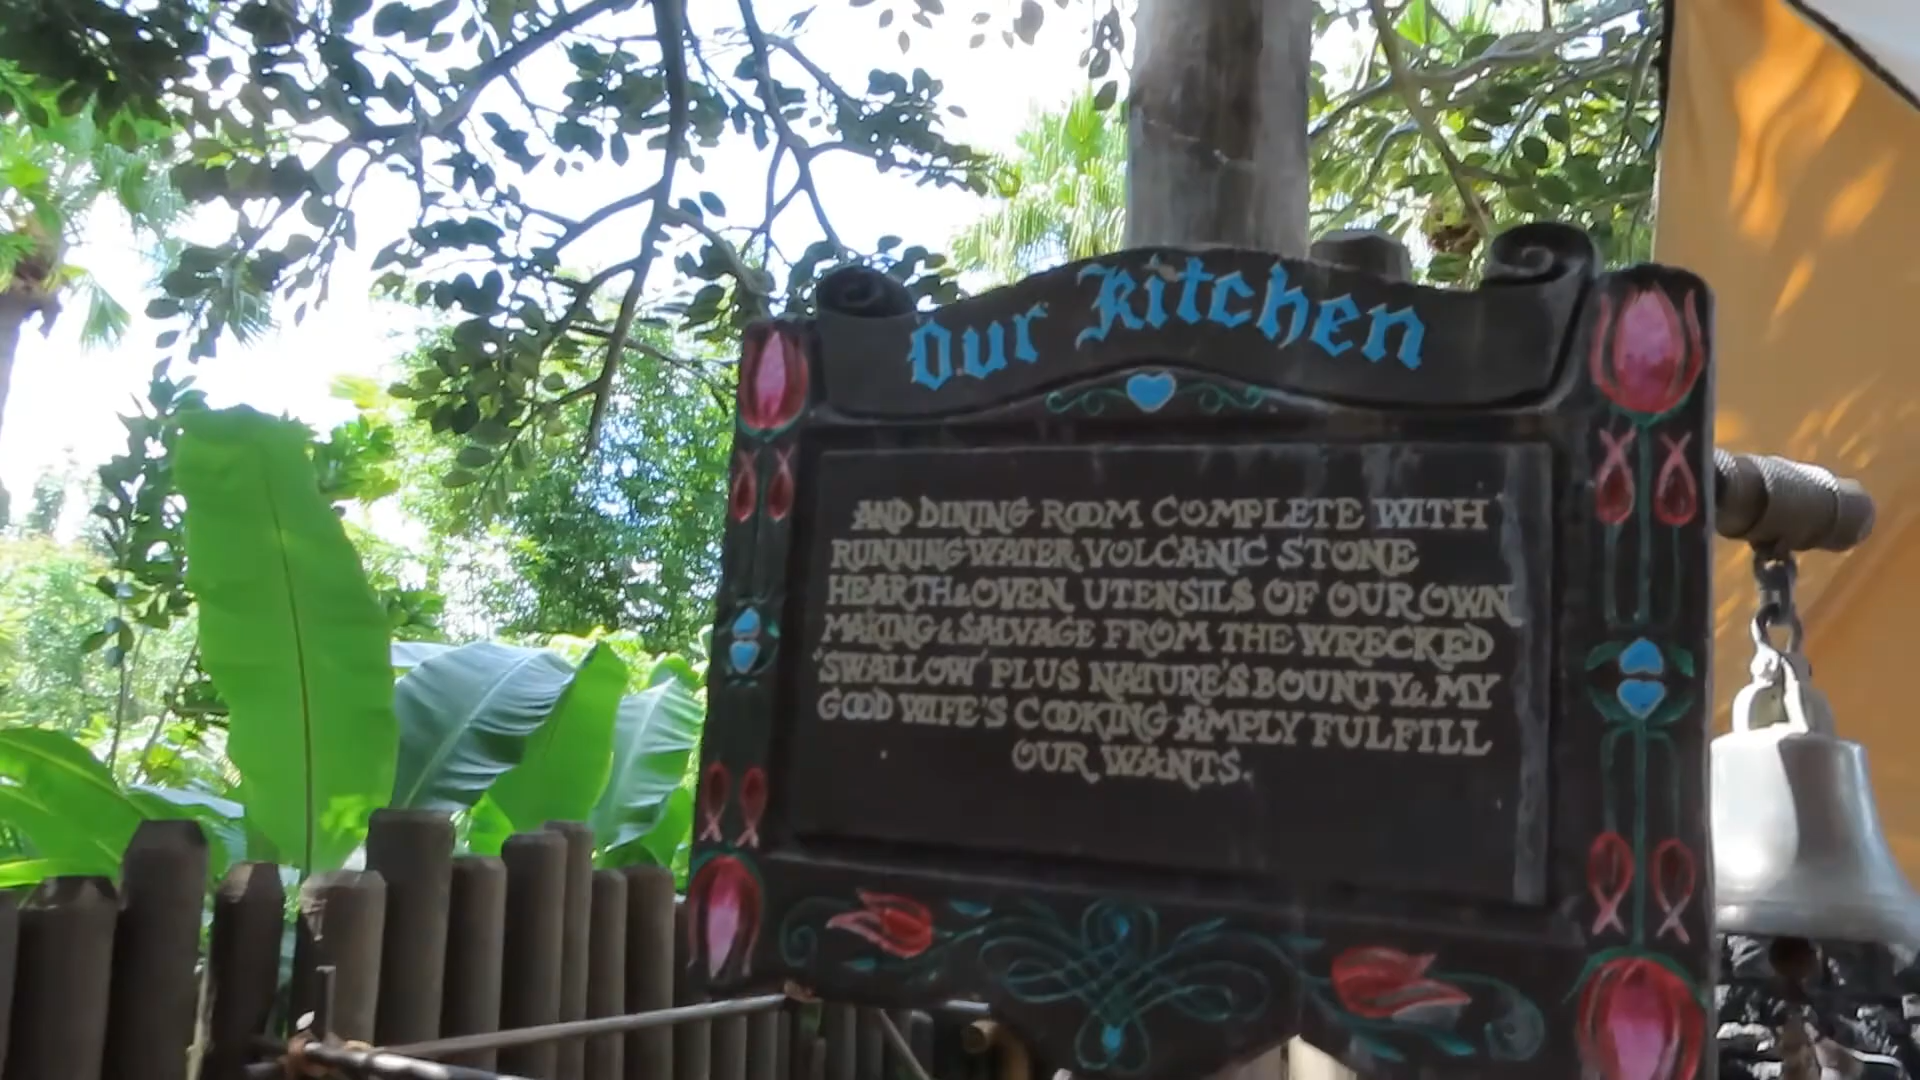 Our Kitchen
AND DINING ROOM COMPLETE WITH
RUNNING WATER, VOLCANIC STONE
HEARTH & OVEN, UTENSILS OF OUR OWN
MAKING & SALVAGE FROM THE WRECKED
"SWALLOW" PLUS NATURE'S BOUNTY & MY
GOOD WIFE'S COOKING AMPLY FULFILL
OUR WANTS.